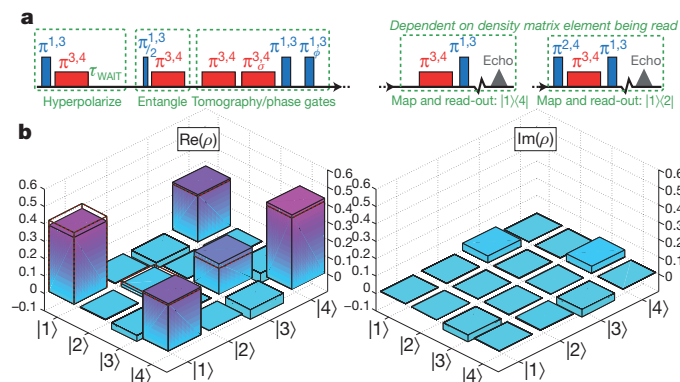 a
Dependent on density matrix element being read
π^1,3 π^3,4 τ_WAIT
π/2^1,3 π^3,4
π^3,4 π_σ^3,4 π^1,3 π_ϕ^1,3
π^3,4 π^1,3 Echo
π^2,4 π^3,4 π^1,3 Echo
Hyperpolarize Entangle Tomography/phase gates Map and read-out: |1⟩⟨4| Map and read-out: |1⟩⟨2|
b
Re(ρ) Im(ρ)
0.6 0.6 0.6 0.6
0.5 0.5 0.5 0.5
0.4 0.4 0.4 0.4
0.3 0.3 0.3 0.3
0.2 0.2 0.2 0.2
0.1 0.1 0.1 0.1
0 0 0 0
–0.1 –0.1
|1⟩ |4⟩ |1⟩ |4⟩
|2⟩ |3⟩ |2⟩ |3⟩
|3⟩ |2⟩ |3⟩ |2⟩
|4⟩ |1⟩ |4⟩ |1⟩